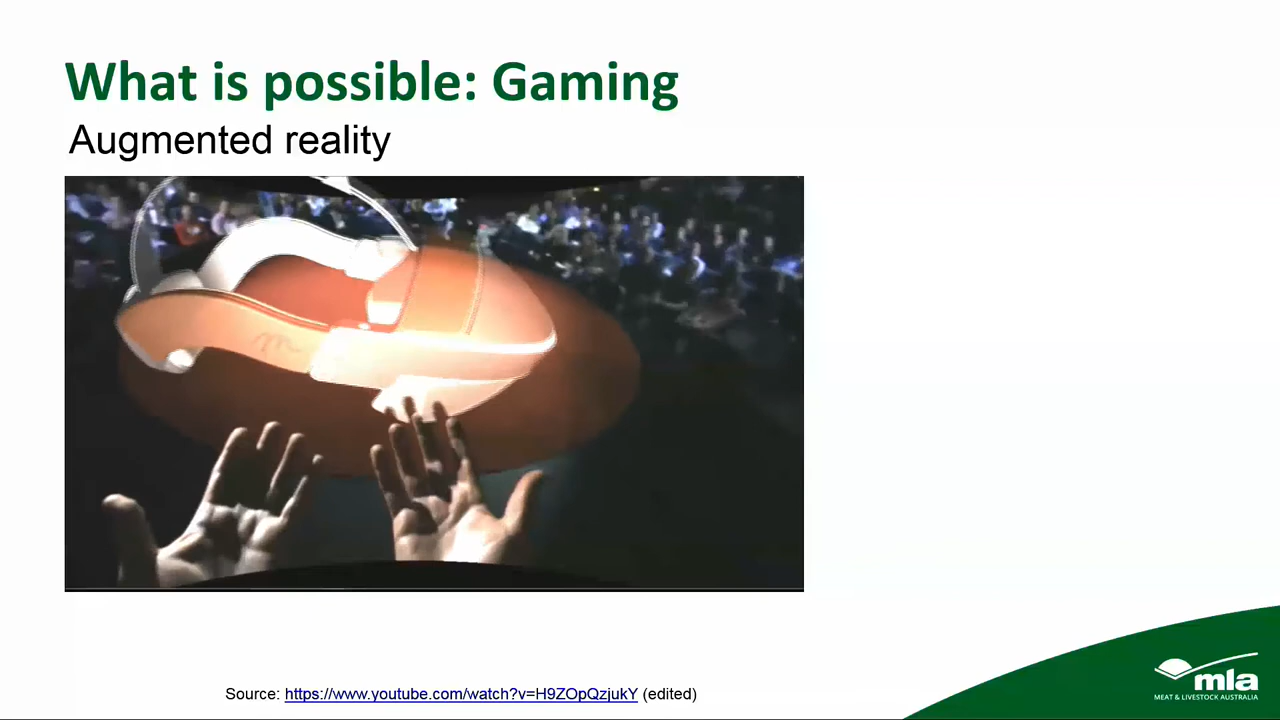 What is possible: Gaming
Augmented reality
Source: https://www.youtube.com/watch?v=H9ZOpQzjukY (edited)
mla
MEAT & LIVESTOCK AUSTRALIA